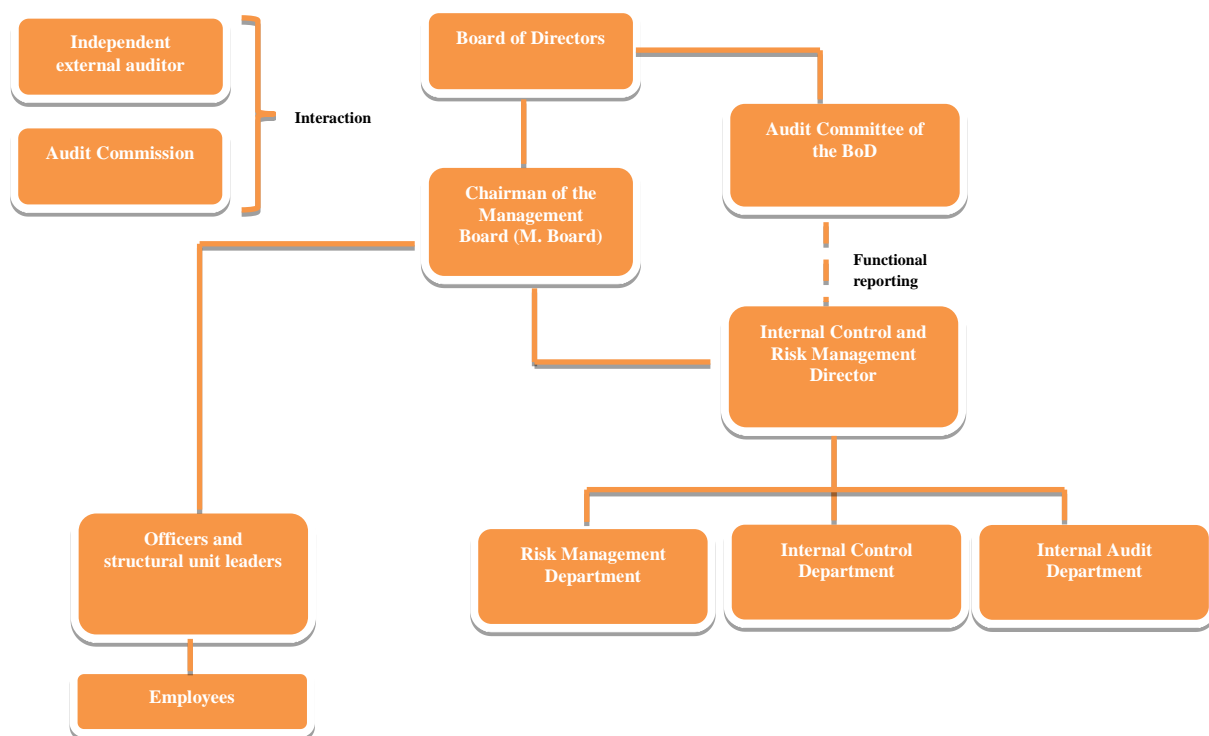 Independent
external auditor
Audit Commission
Interaction
Board of Directors
Audit Committee of
the BoD
Chairman of the
Management
Board (M. Board)
Functional
reporting
Internal Control and
Risk Management
Director
Officers and
structural unit leaders
Risk Management
Department
Internal Control
Department
Internal Audit
Department
Employees